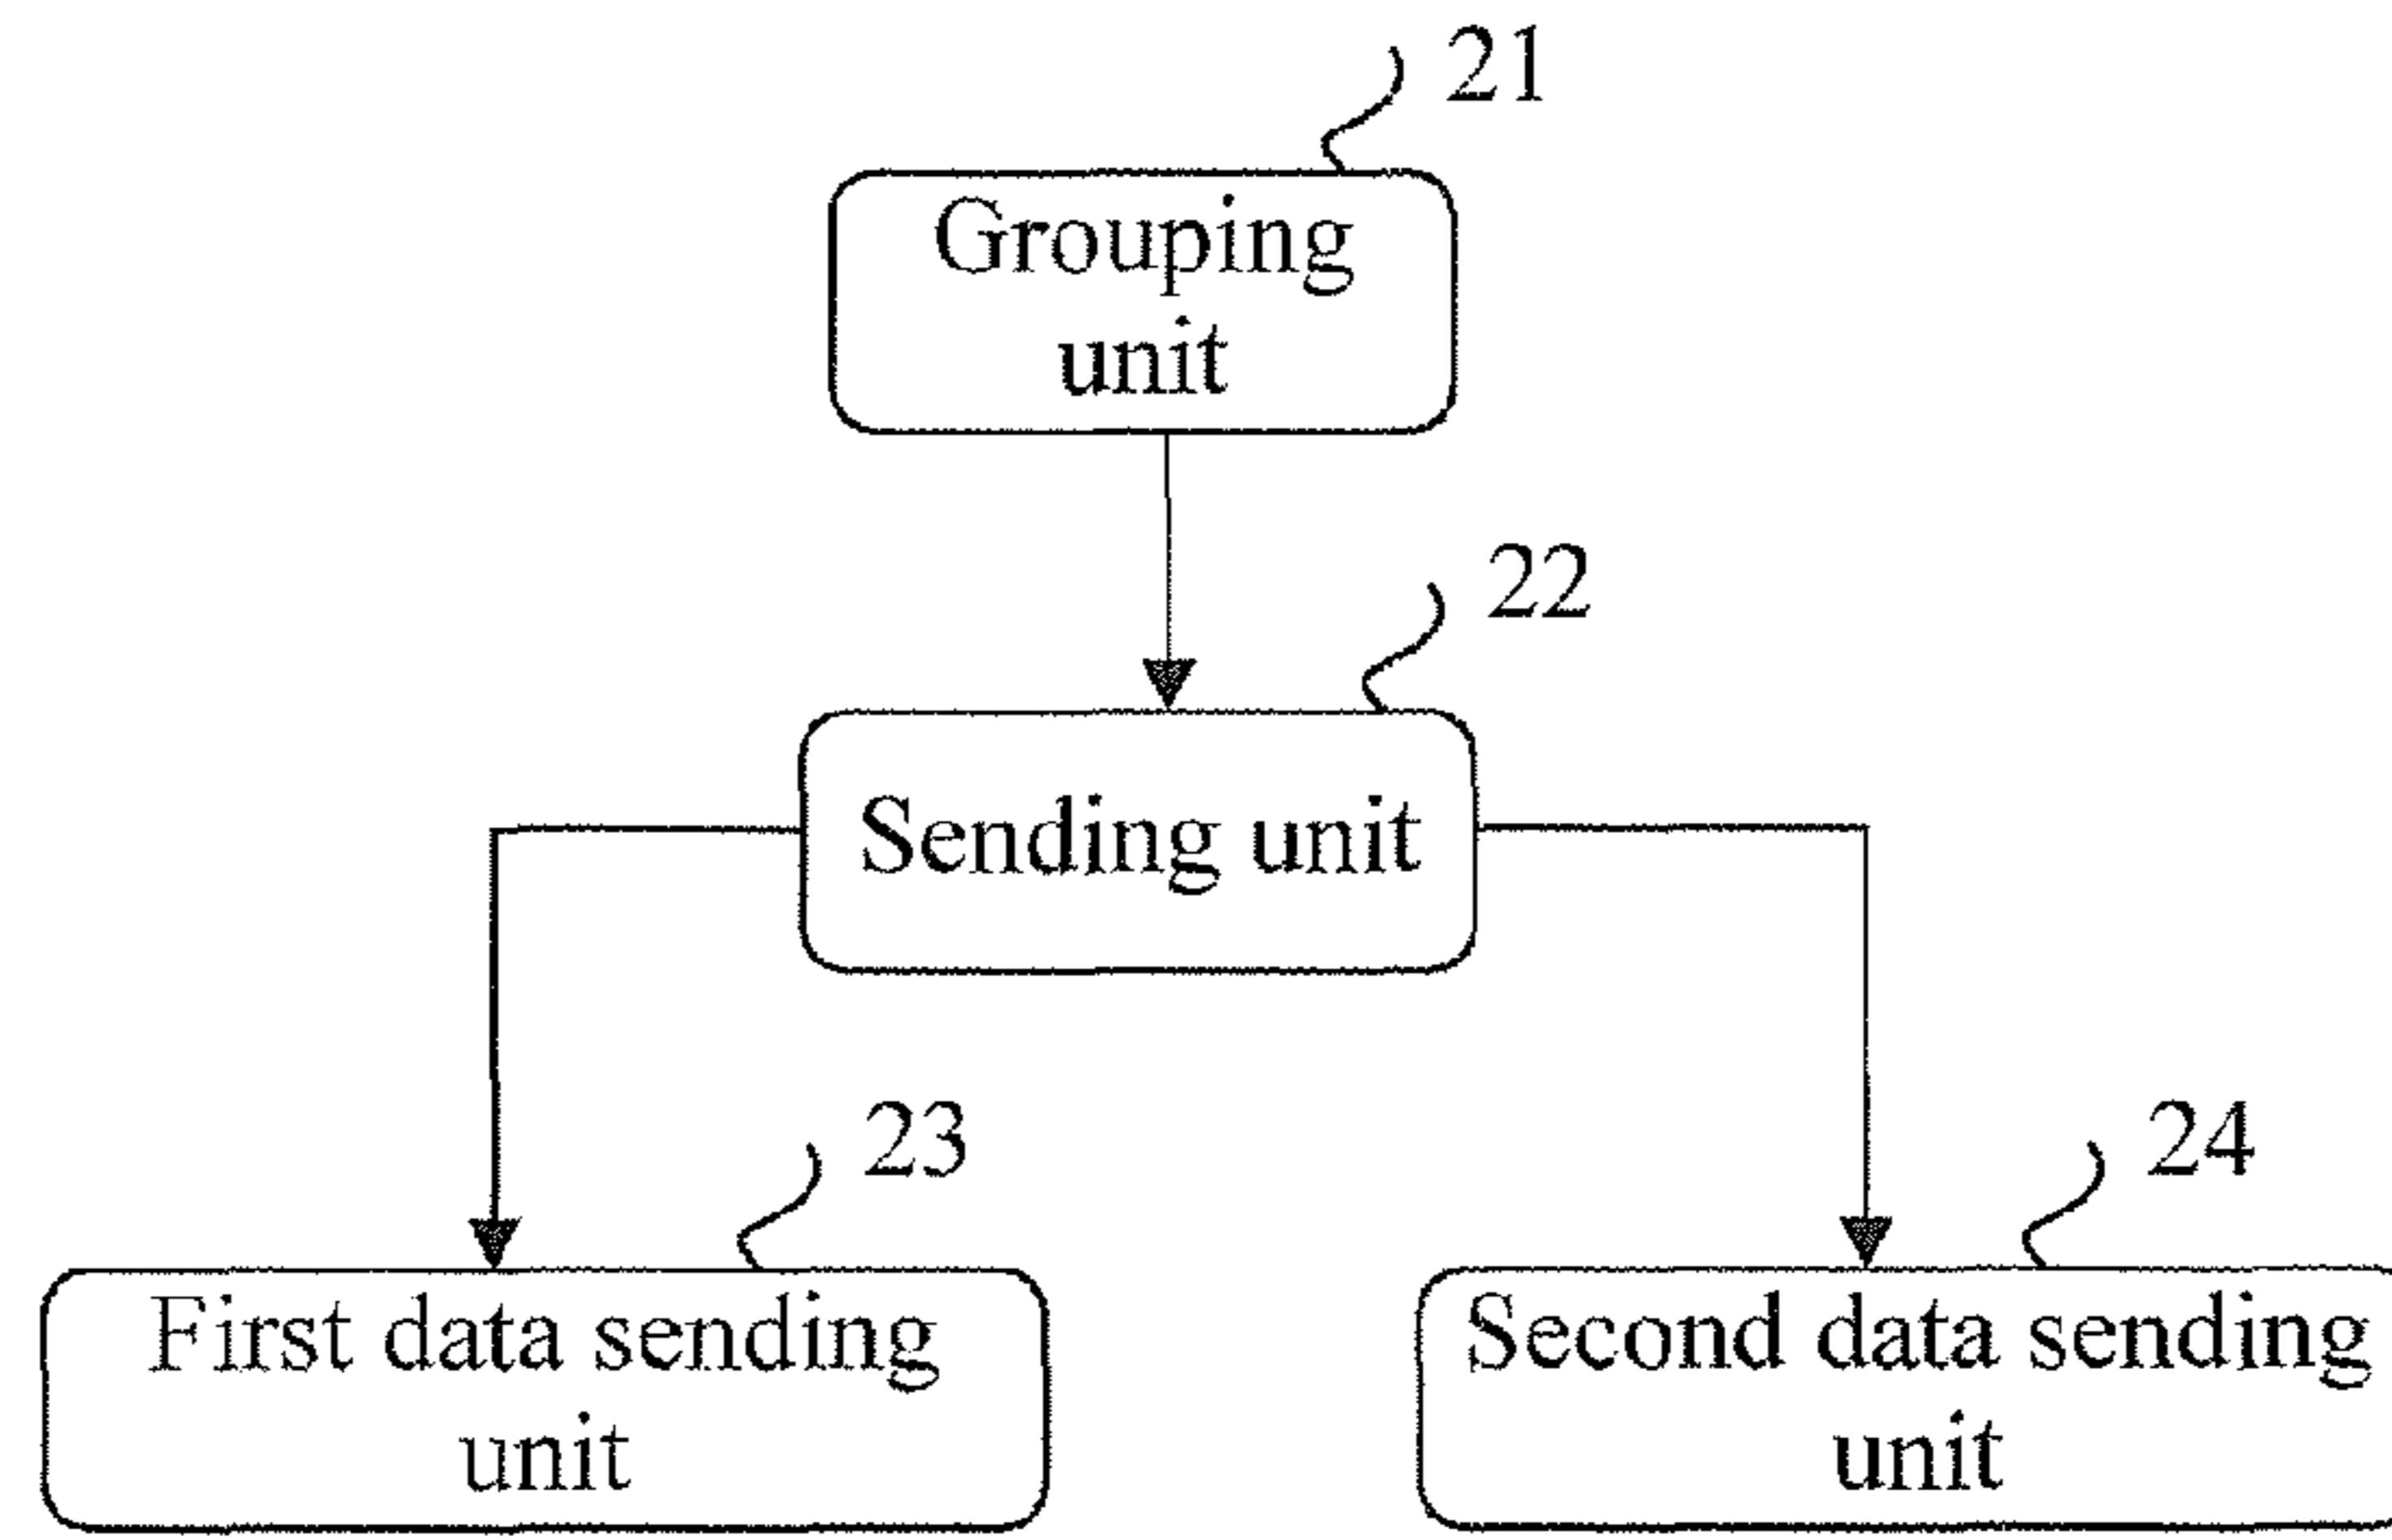 21
Grouping
unit
22
Sending unit
23
First data sending
unit
24
Second data sending
unit